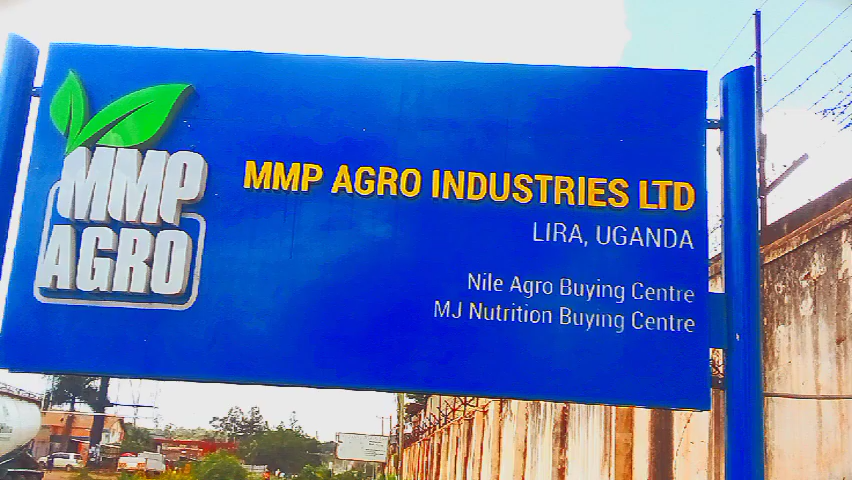 MMP
AGRO
MMP AGRO INDUSTRIES LTD
LIRA, UGANDA
Nile Agro Buying Centre
MJ Nutrition Buying Centre